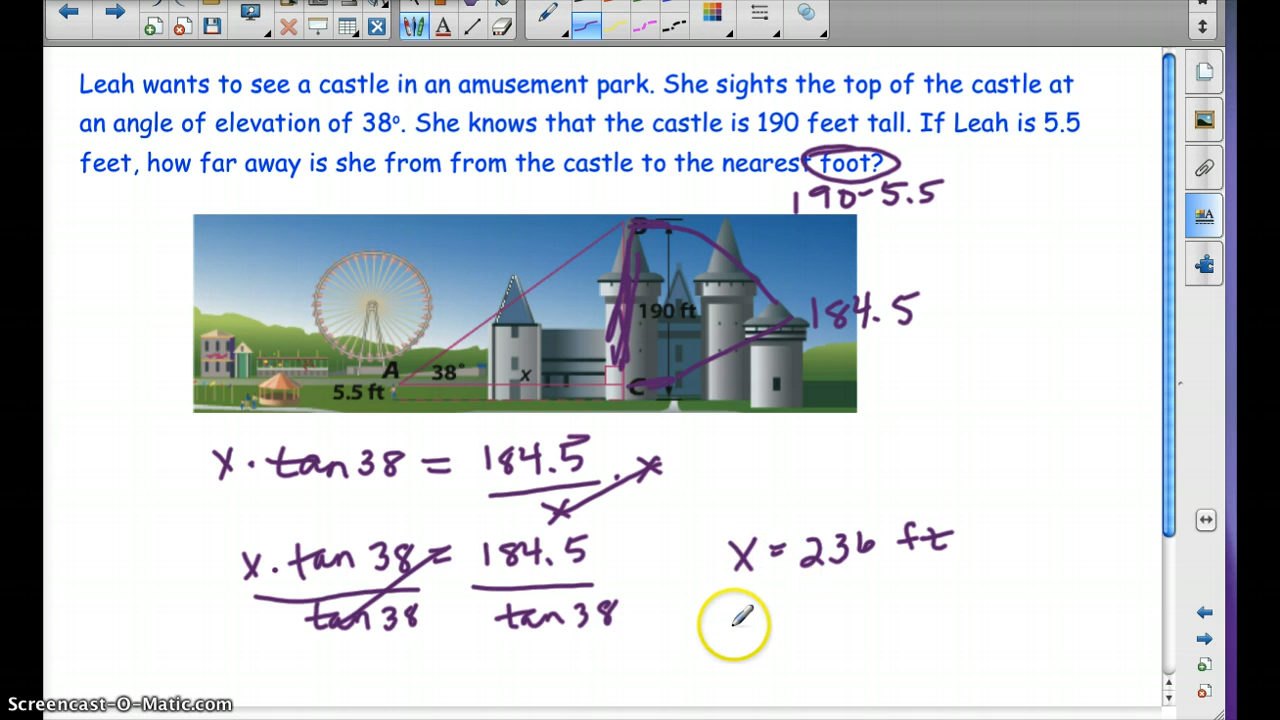 Leah wants to see a castle in an amusement park. She sights the top of the castle at
an angle of elevation of 38°. She knows that the castle is 190 feet tall. If Leah is 5.5
feet, how far away is she from from the castle to the nearest foot?
190-5.5
B
190 ft
184.5
A 38° x C
5.5 ft
x · tan 38 = 184.5 / x · x
x · tan 38 / tan 38 = 184.5 / tan 38
x = 236 ft
Screencast-O-Matic.com